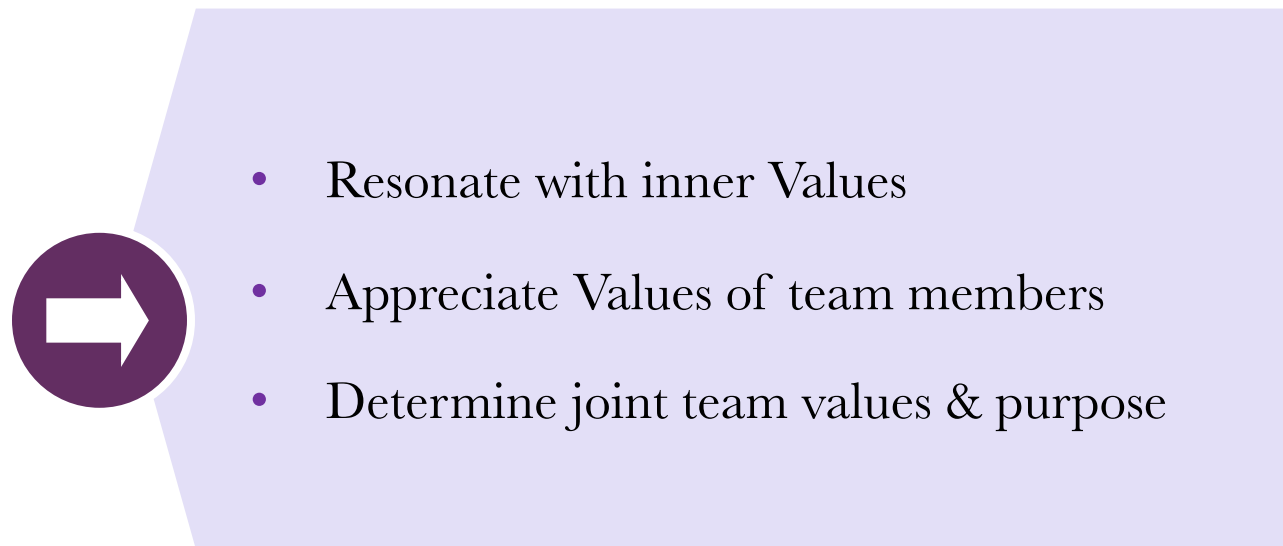 • Resonate with inner Values
• Appreciate Values of team members
• Determine joint team values & purpose